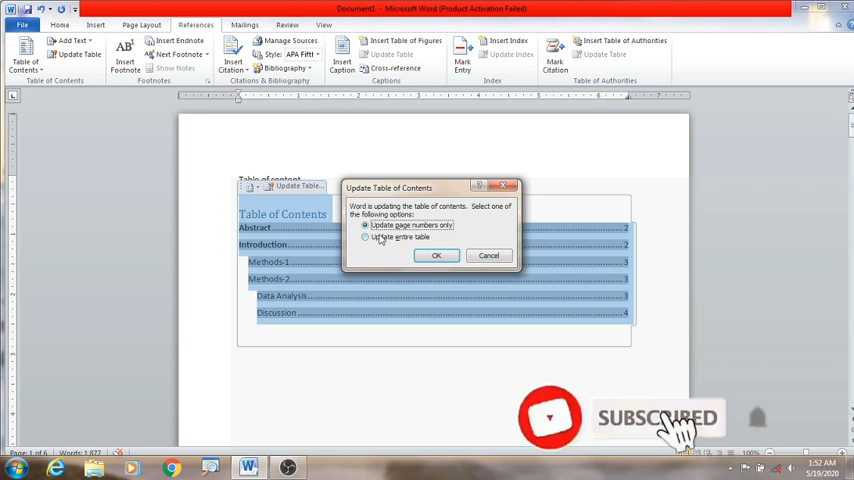 Document1 - Microsoft Word (Product Activation Failed)
File Home Insert Page Layout References Mailings Review View
Table of Contents
Add Text
Update Table
Table of Contents
AB
Insert Footnote
Insert Endnote
Next Footnote
Show Notes
Footnotes
Insert Citation
Manage Sources
Style: APA Fift
Bibliography
Citations & Bibliography
Insert Caption
Insert Table of Figures
Update Table
Cross-reference
Captions
Mark Entry
Insert Index
Update Index
Index
Mark Citation
Insert Table of Authorities
Update Table
Table of Authorities
Table of content
Update Table...
Table of Contents
Abstract 2
Introduction 2
Methods-1 3
Methods-2 3
Data Analysis 3
Discussion 4
Update Table of Contents
Word is updating the table of contents. Select one of
the following options:
Update page numbers only
Update entire table
OK Cancel
SUBSCRIBED
Page: 1 of 6 Words: 1,877 100%
1:52 AM
5/19/2020